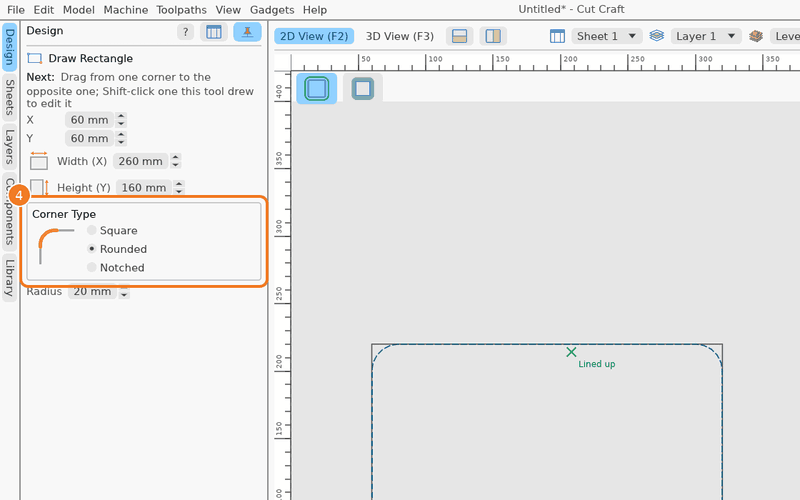 File Edit Model Machine Toolpaths View Gadgets Help
Untitled* - Cut Craft
Design
?
2D View (F2)
3D View (F3)
Sheet 1
Layer 1
Leve
Design
Sheets
Layers
Library
Draw Rectangle
Next: Drag from one corner to the
opposite one; Shift-click one this tool drew
to edit it
X 60 mm
Y 60 mm
Width (X) 260 mm
Height (Y) 160 mm
4
Corner Type
Square
Rounded
Notched
Radius 20 mm
50 100 150 200 250 300 350
400
350
300
250
200
150
Lined up